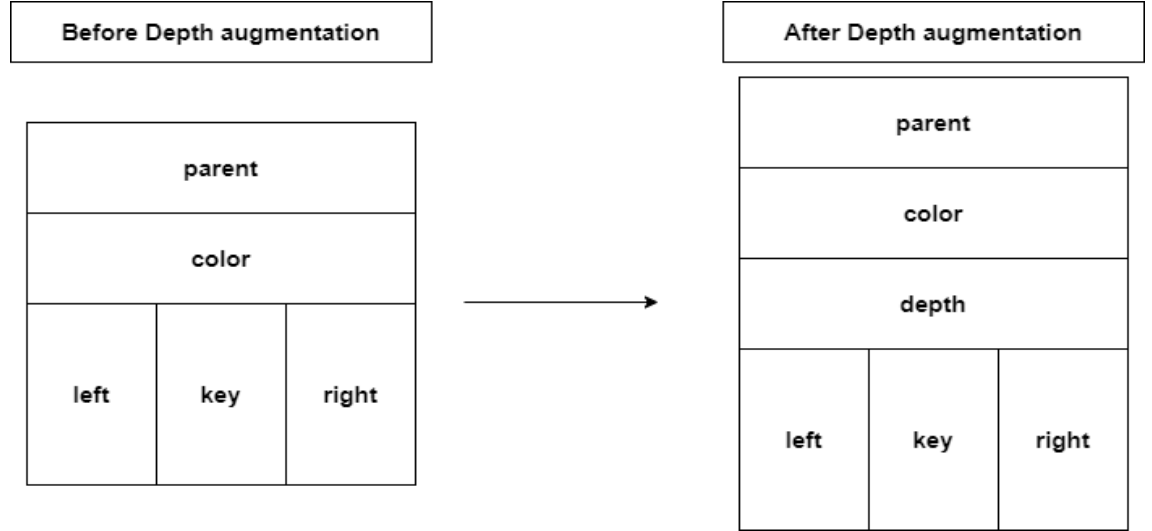 Before Depth augmentation
After Depth augmentation
parent
color
left key right
parent
color
depth
left key right